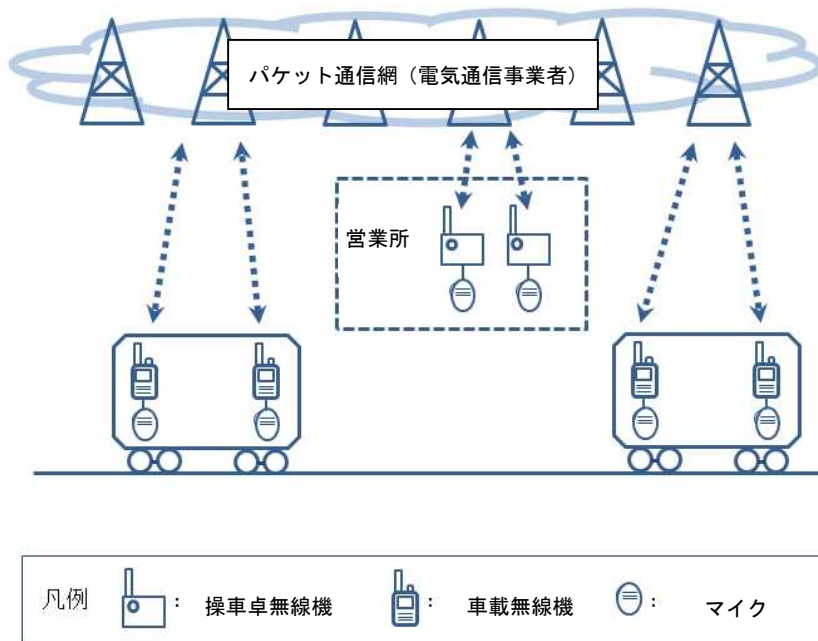 パケット通信網（電気通信事業者）
営業所
凡例
：
操車卓無線機
：
車載無線機
：
マイク